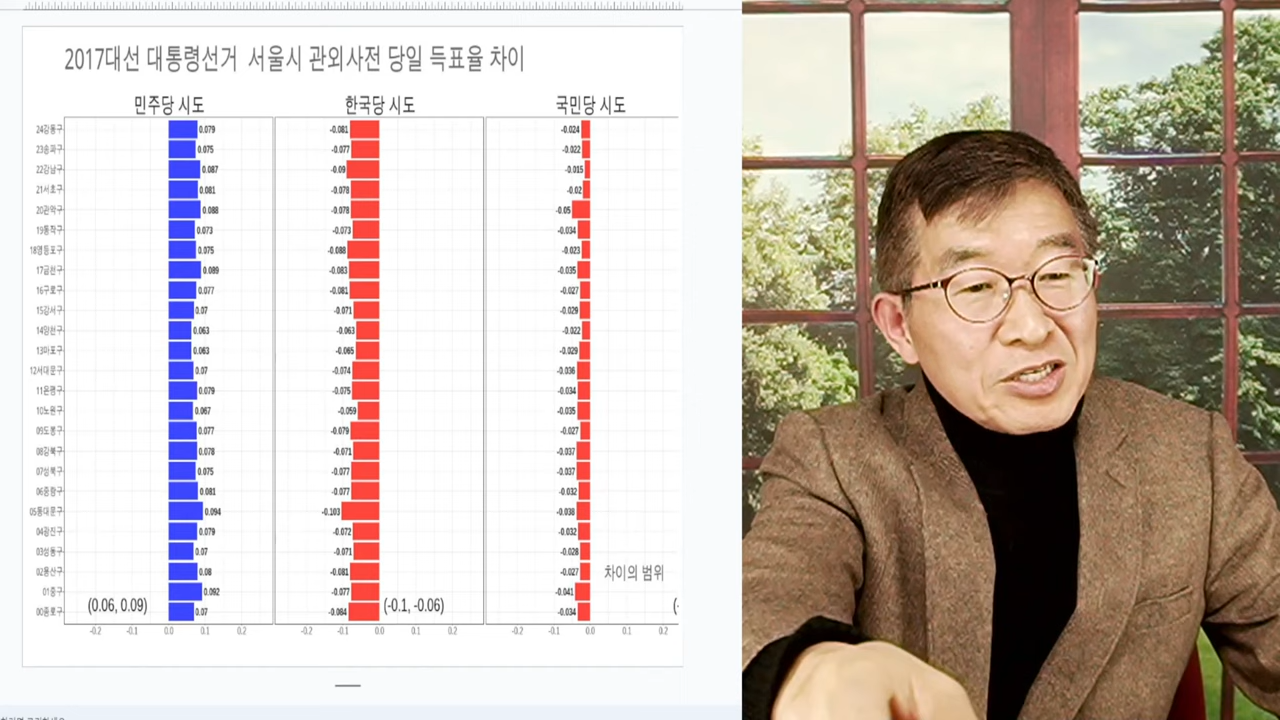 2017대선 대통령선거 서울시 관외사전 당일 득표율 차이
민주당 시도 한국당 시도 국민당 시도
24강동구 0.079 -0.081 -0.024
23송파구 0.075 -0.077 -0.022
22강남구 0.087 -0.09 -0.015
21서초구 0.081 -0.078 -0.02
20관악구 0.088 -0.078 -0.05
19동작구 0.073 -0.073 -0.034
18영등포구 0.075 -0.088 -0.023
17금천구 0.089 -0.083 -0.035
16구로구 0.077 -0.081 -0.027
15강서구 0.07 -0.071 -0.029
14양천구 0.063 -0.063 -0.022
13마포구 0.063 -0.065 -0.029
12서대문구 0.07 -0.074 -0.036
11은평구 0.079 -0.075 -0.034
10노원구 0.067 -0.059 -0.035
09도봉구 0.077 -0.079 -0.027
08강북구 0.078 -0.071 -0.037
07성북구 0.075 -0.077 -0.037
06중랑구 0.081 -0.077 -0.032
05동대문구 0.094 -0.103 -0.038
04광진구 0.079 -0.072 -0.032
03성동구 0.07 -0.071 -0.028
02용산구 0.08 -0.081 -0.027 차이의 범위
01중구 0.092 -0.077 -0.041
00종로구 (0.06, 0.09) 0.07 -0.084 (-0.1, -0.06) -0.034 (-
-0.2 -0.1 0.0 0.1 0.2 -0.2 -0.1 0.0 0.1 0.2 -0.2 -0.1 0.0 0.1 0.2